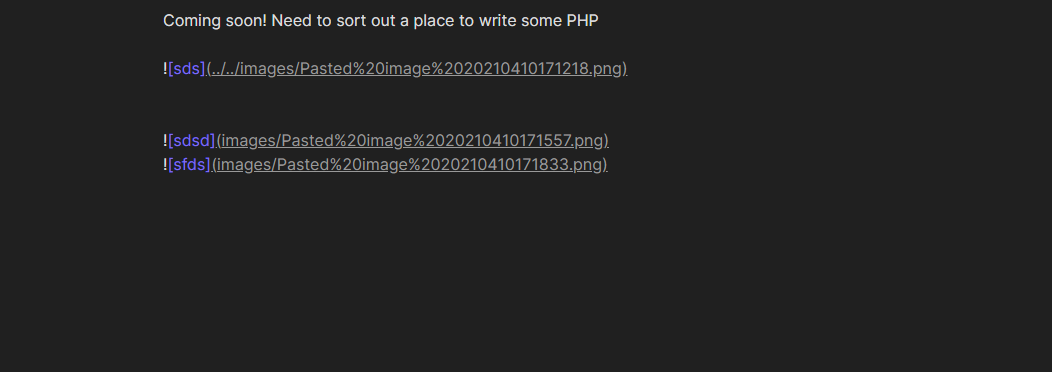 Coming soon! Need to sort out a place to write some PHP
![sds](../../images/Pasted%20image%2020210410171218.png)
![sdsd](images/Pasted%20image%2020210410171557.png)
![sfds](images/Pasted%20image%2020210410171833.png)